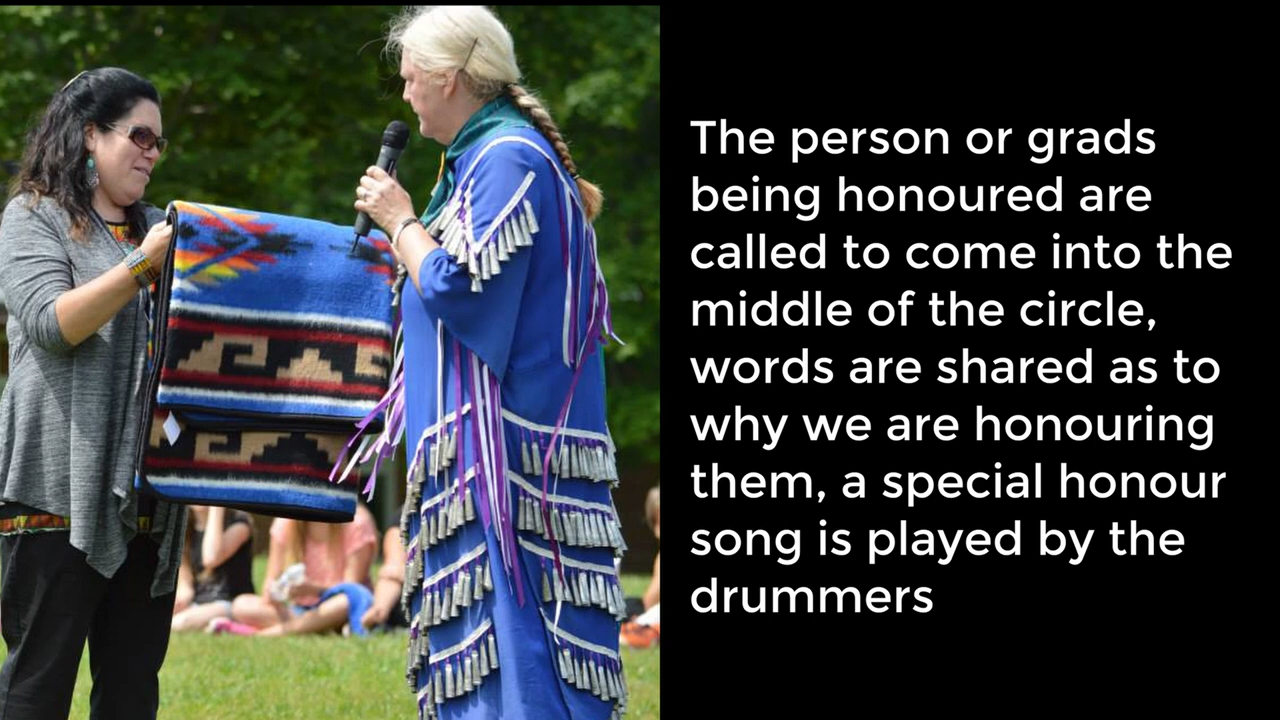 The person or grads
being honoured are
called to come into the
middle of the circle,
words are shared as to
why we are honouring
them, a special honour
song is played by the
drummers